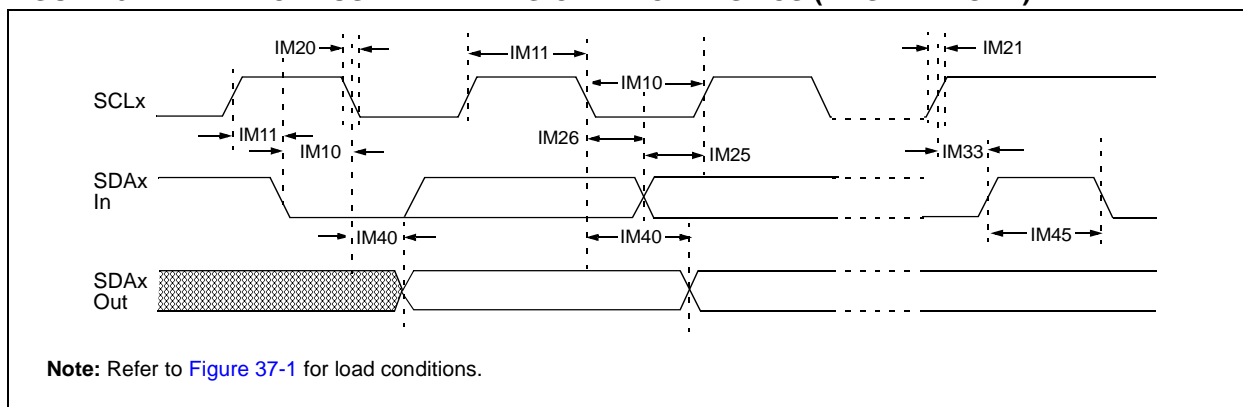 IM20
IM11
IM21
SCLx
IM10
IM11
IM26
IM10
IM25
IM33
SDAx
In
IM40
IM40
IM45
SDAx
Out
Note: Refer to Figure 37-1 for load conditions.